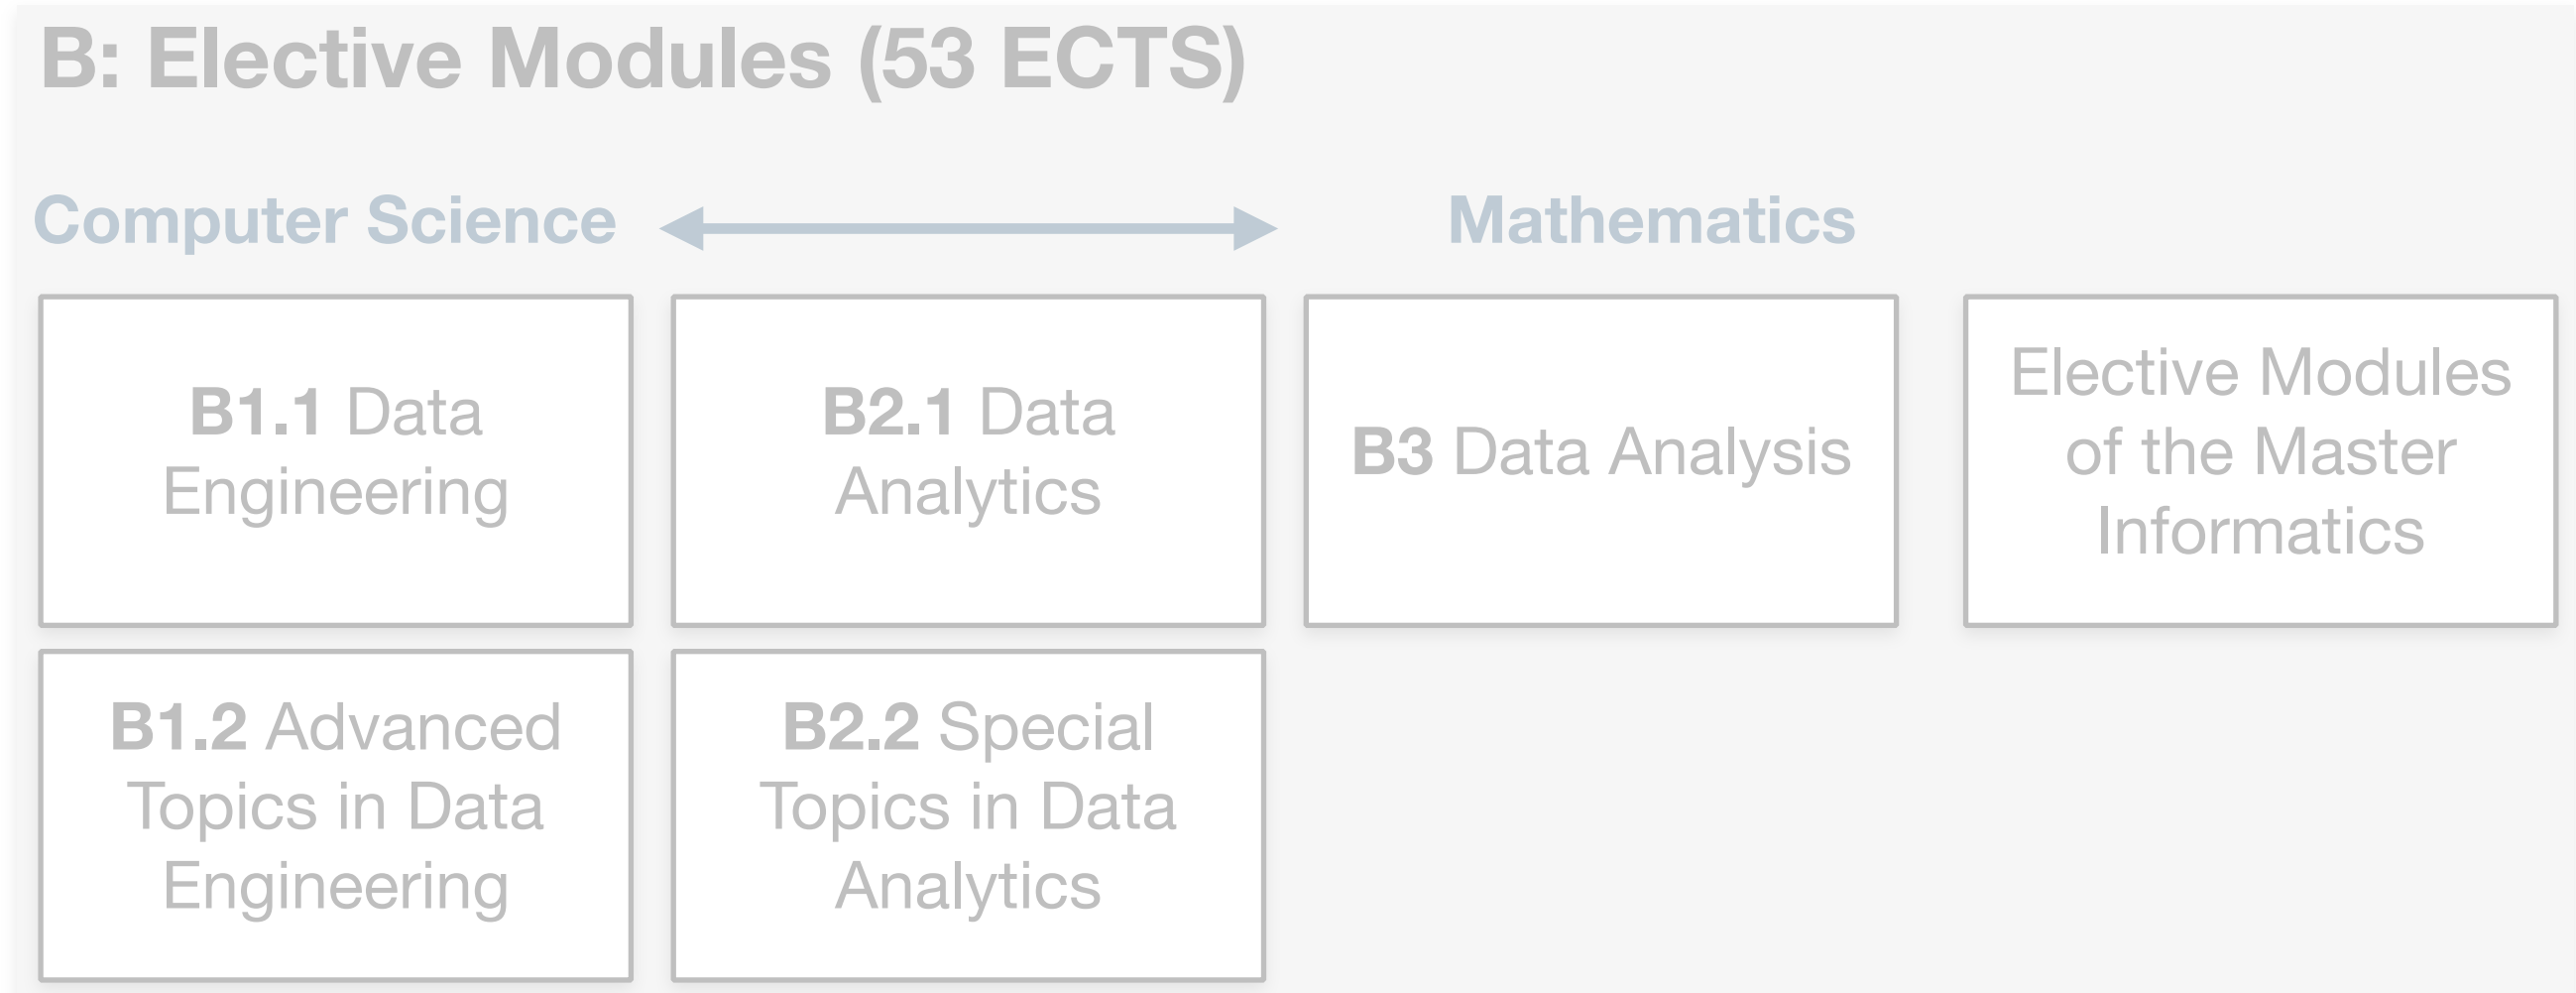 B: Elective Modules (53 ECTS)
Computer Science
Mathematics
B1.1 Data
Engineering
B2.1 Data
Analytics
B3 Data Analysis
Elective Modules
of the Master
Informatics
B1.2 Advanced
Topics in Data
Engineering
B2.2 Special
Topics in Data
Analytics